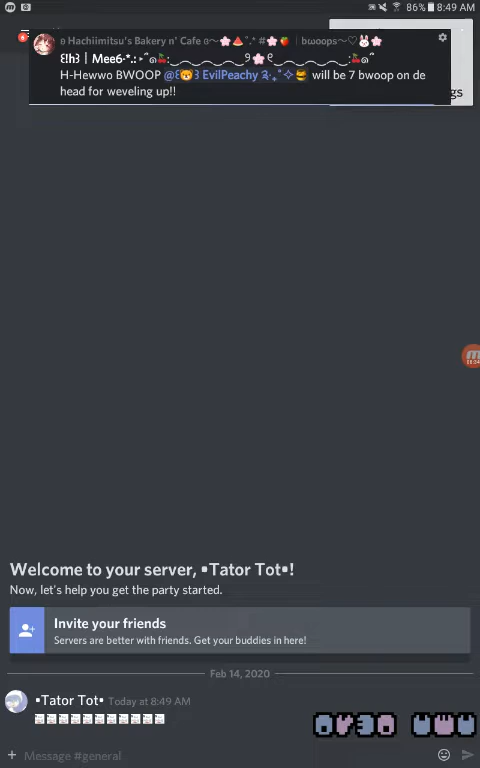 8:49 AM
86%
ʚ Hachiimitsu's Bakery n' Cafe ɞ～🌸🍰 ˚.* #🌸🍓 | bωoops～♡🐰🌸
Mee6
H-Hewwo BWOOP @ EvilPeachy will be 7 bwoop on de
head for weveling up!!
gs
Welcome to your server, •Tator Tot•!
Now, let's help you get the party started.
Invite your friends
Servers are better with friends. Get your buddies in here!
Feb 14, 2020
•Tator Tot• Today at 8:49 AM
+ Message #general